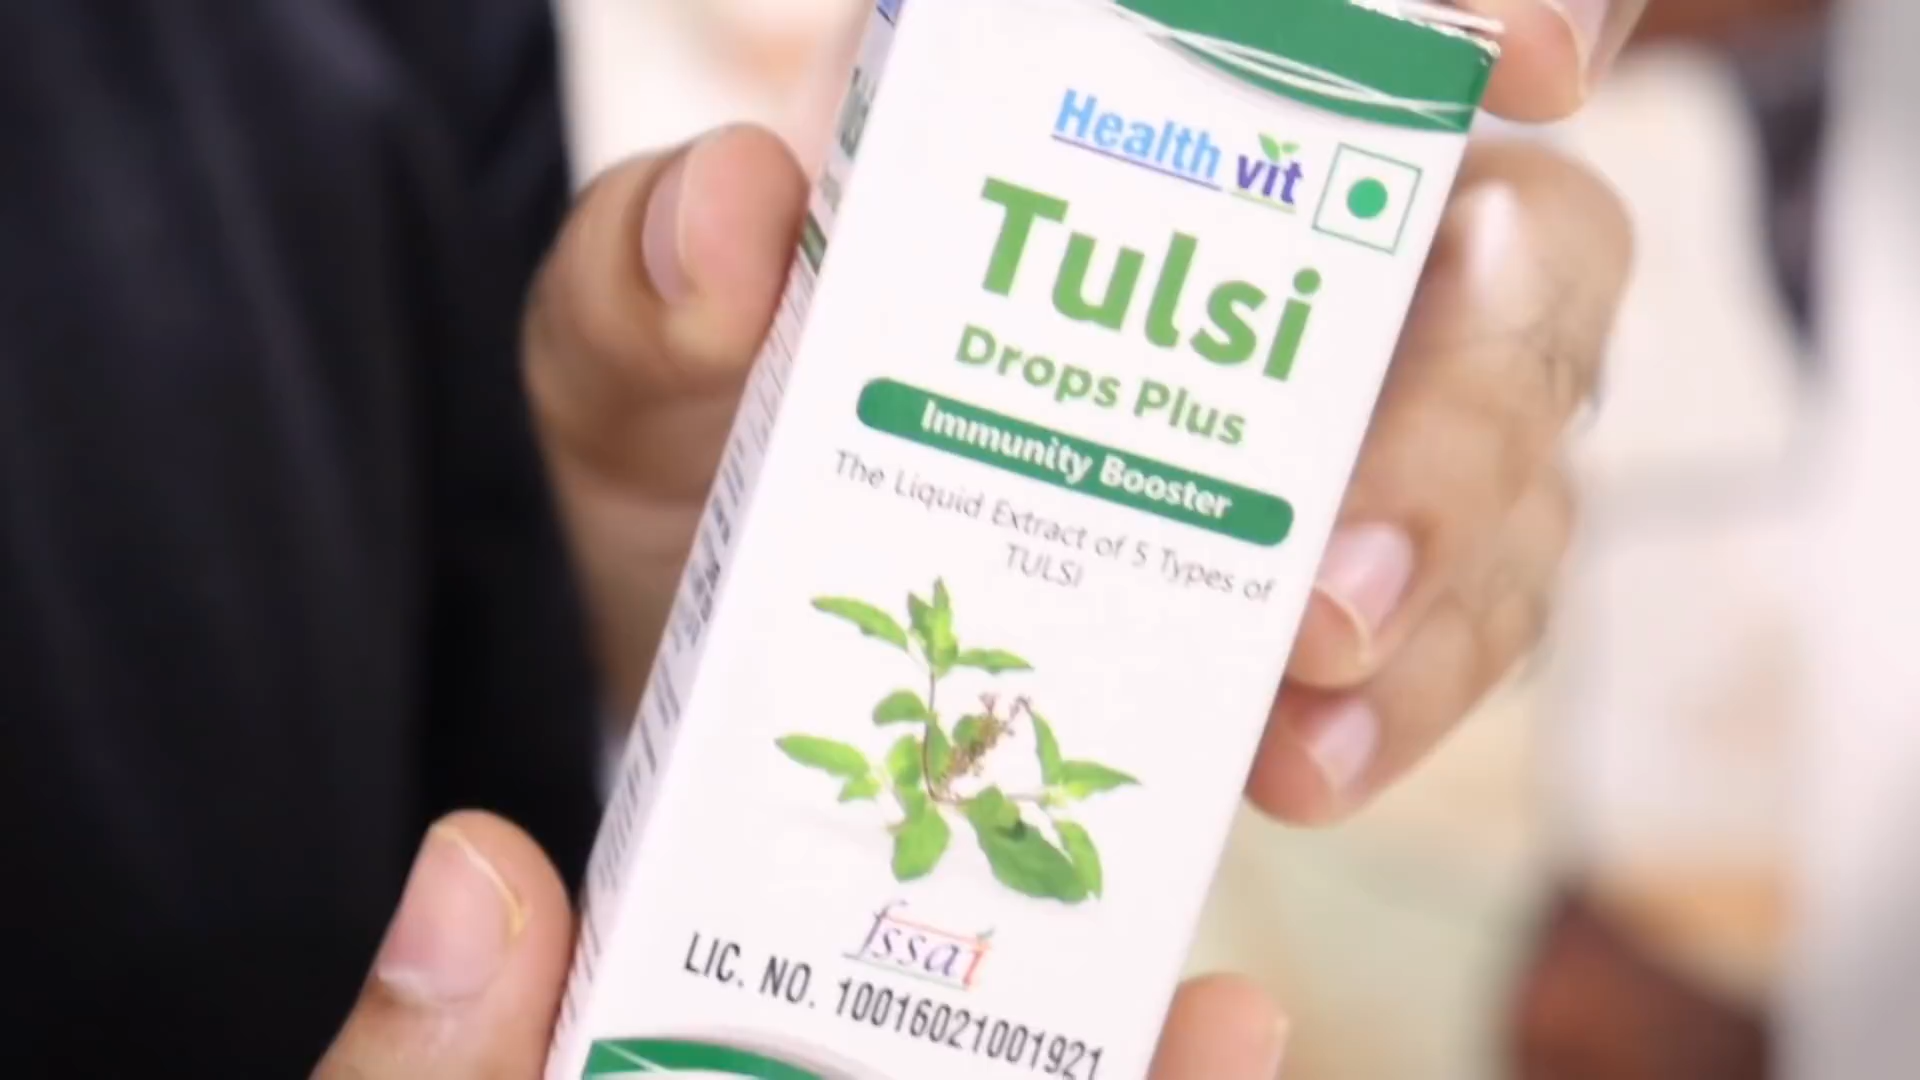 Health vit
Tulsi
Drops Plus
Immunity Booster
The Liquid Extract of 5 Types of
TULSI
fssai
LIC. NO. 10016021001921